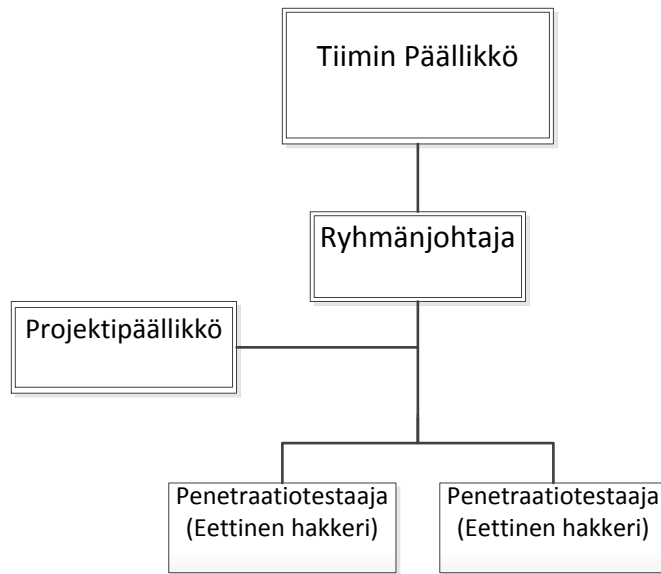 Tiimin Päällikkö
Ryhmänjohtaja
Projektipäällikkö
Penetraatiotestaaja
(Eettinen hakkeri)
Penetraatiotestaaja
(Eettinen hakkeri)